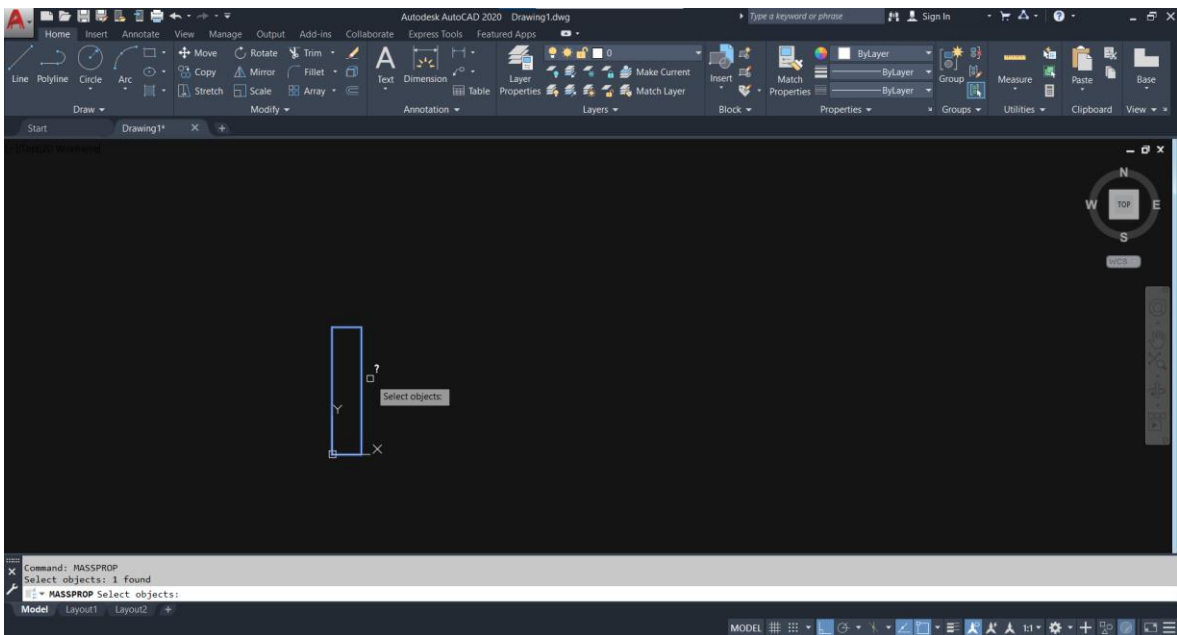 Autodesk AutoCAD 2020 Drawing1.dwg Type a keyword or phrase Sign In
Home Insert Annotate View Manage Output Add-ins Collaborate Express Tools Featured Apps
Move Rotate Trim 0 ByLayer
Copy Mirror Fillet Make Current ByLayer
Line Polyline Circle Arc Text Dimension Layer Properties Insert Match Properties Group Measure Paste Base
Stretch Scale Array Table Match Layer ByLayer
Draw Modify Annotation Layers Block Properties Groups Utilities Clipboard View
Start Drawing1*
N
W TOP E
S
WCS
?
Select objects:
Y
X
Command: MASSPROP
Select objects: 1 found
MASSPROP Select objects:
Model Layout1 Layout2 +
MODEL 1:1